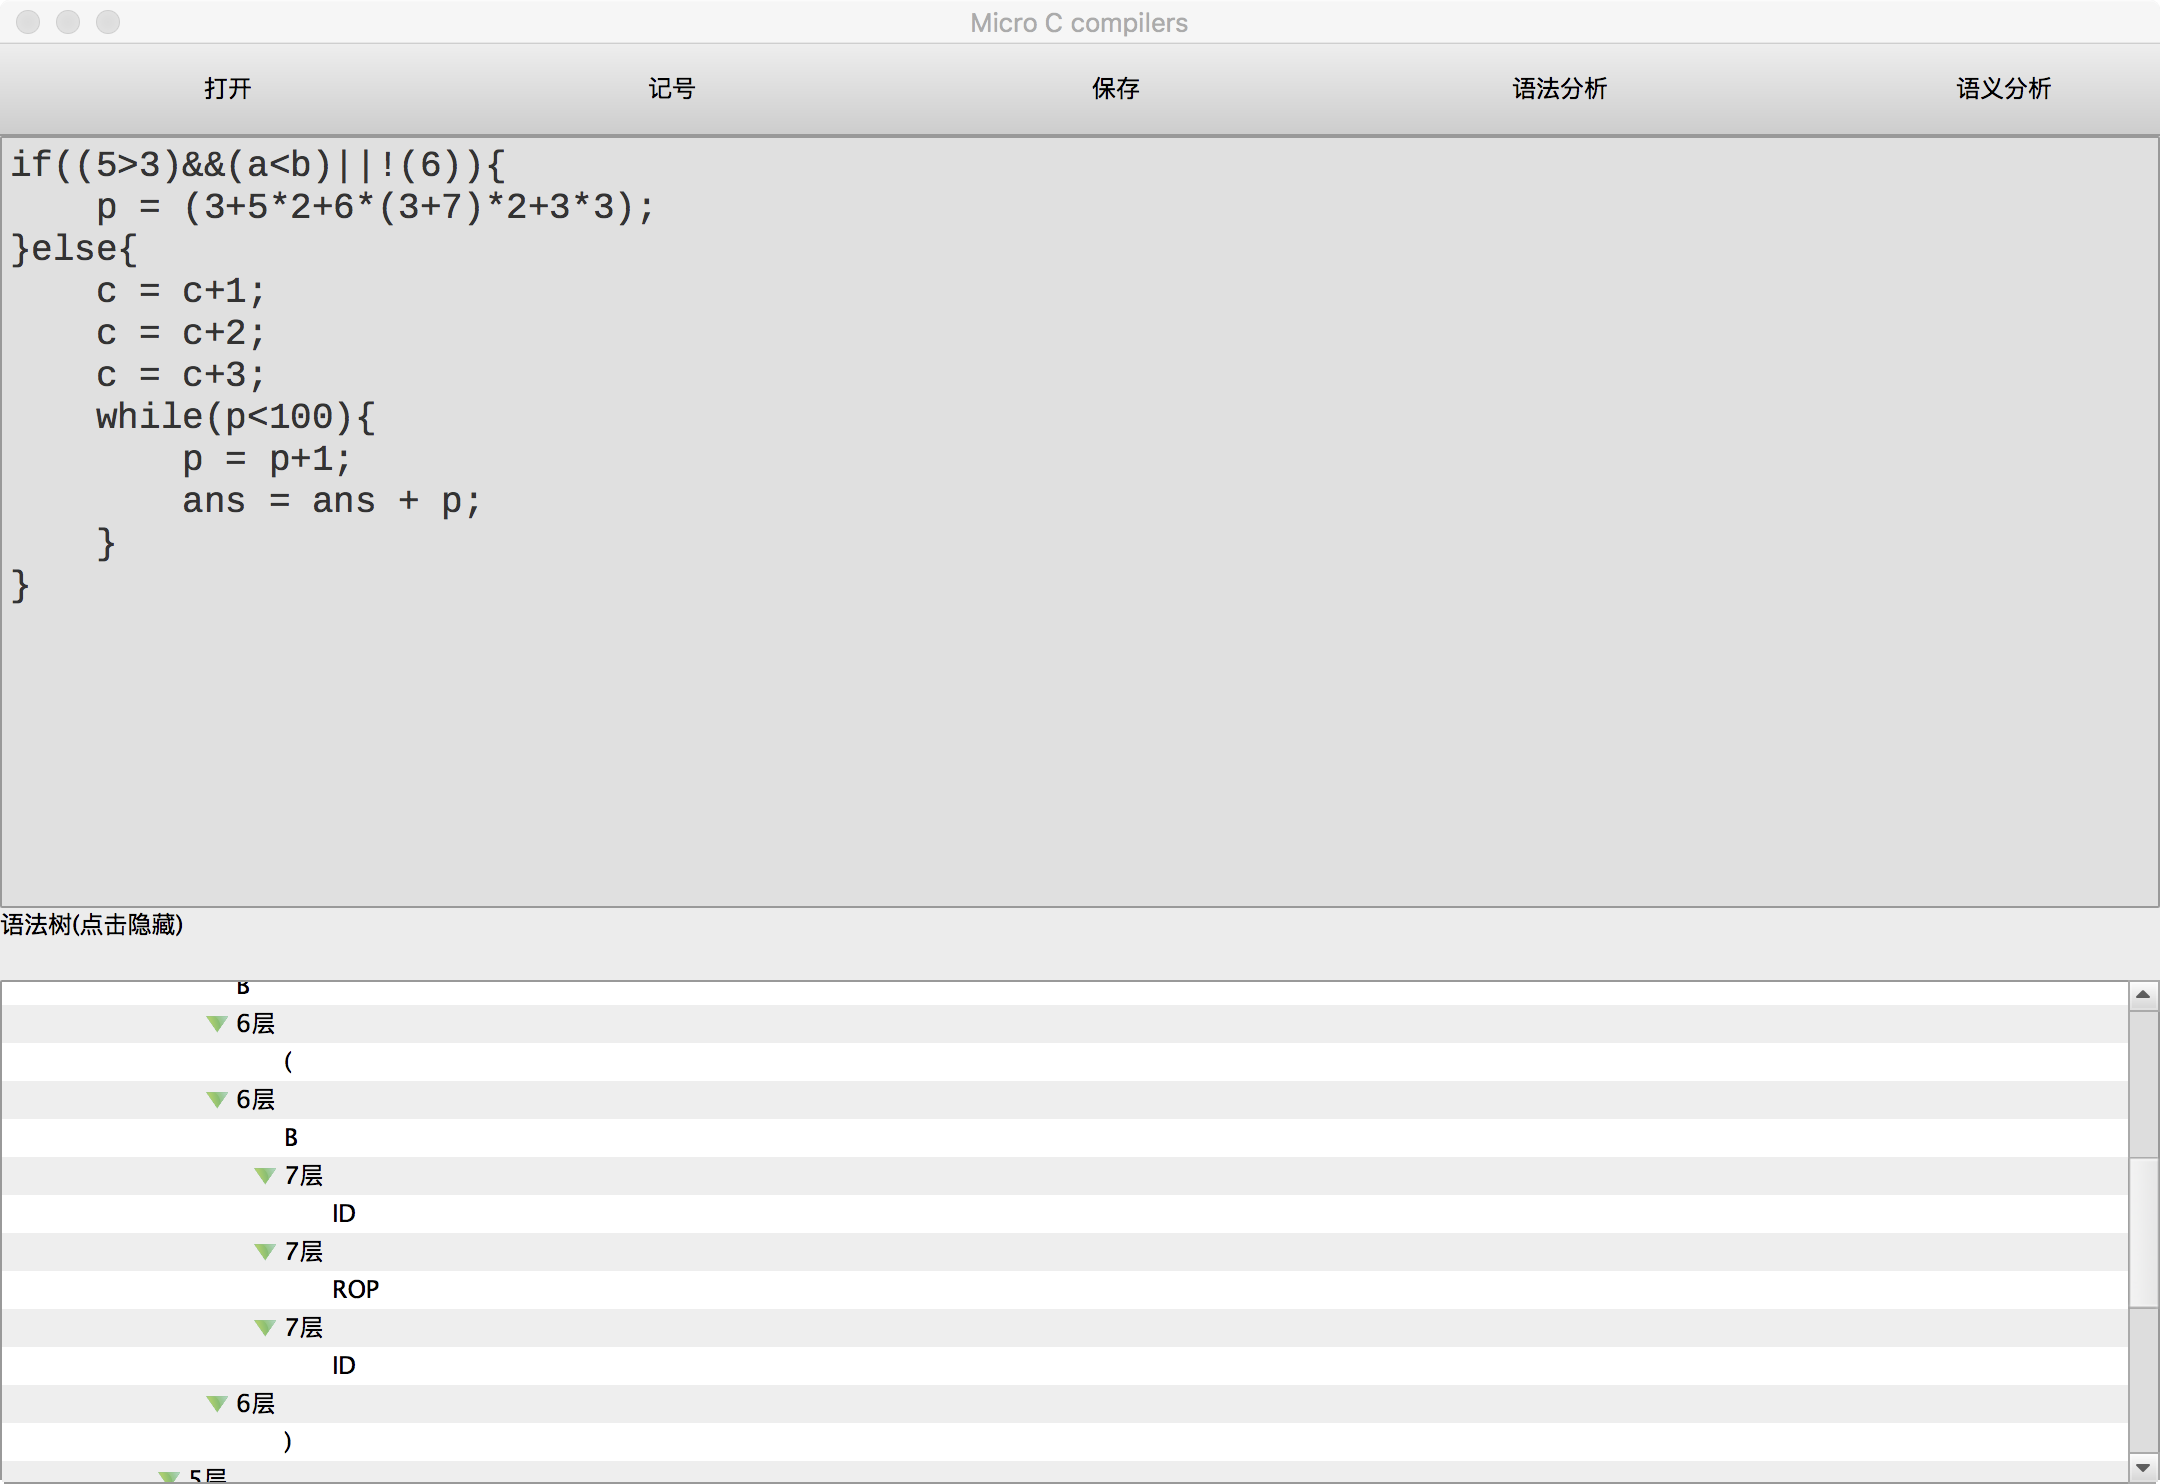 Micro C compilers
打开 记号 保存 语法分析 语义分析
if((5>3)&&(a<b)||!(6)){
    p = (3+5*2+6*(3+7)*2+3*3);
}else{
    c = c+1;
    c = c+2;
    c = c+3;
    while(p<100){
        p = p+1;
        ans = ans + p;
    }
}
语法树(点击隐藏)
B
6层
(
6层
B
7层
ID
7层
ROP
7层
ID
6层
)
5层